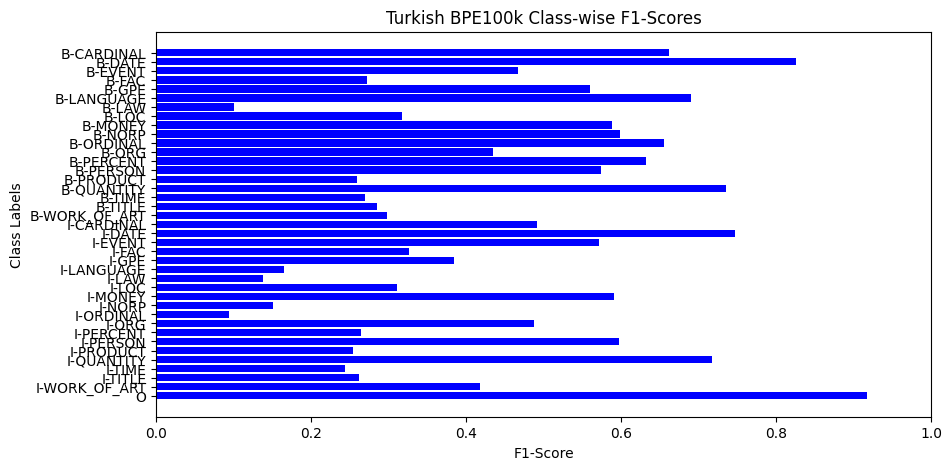 Turkish BPE100k Class-wise F1-Scores
Class Labels
B-CARDINAL
B-DATE
B-EVENT
B-FAC
B-GPE
B-LANGUAGE
B-LAW
B-LOC
B-MONEY
B-NORP
B-ORDINAL
B-ORG
B-PERCENT
B-PERSON
B-PRODUCT
B-QUANTITY
B-TIME
B-TITLE
B-WORK_OF_ART
I-CARDINAL
I-DATE
I-EVENT
I-FAC
I-GPE
I-LANGUAGE
I-LAW
I-LOC
I-MONEY
I-NORP
I-ORDINAL
I-ORG
I-PERCENT
I-PERSON
I-PRODUCT
I-QUANTITY
I-TIME
I-TITLE
I-WORK_OF_ART
O
0.0 0.2 0.4 0.6 0.8 1.0
F1-Score